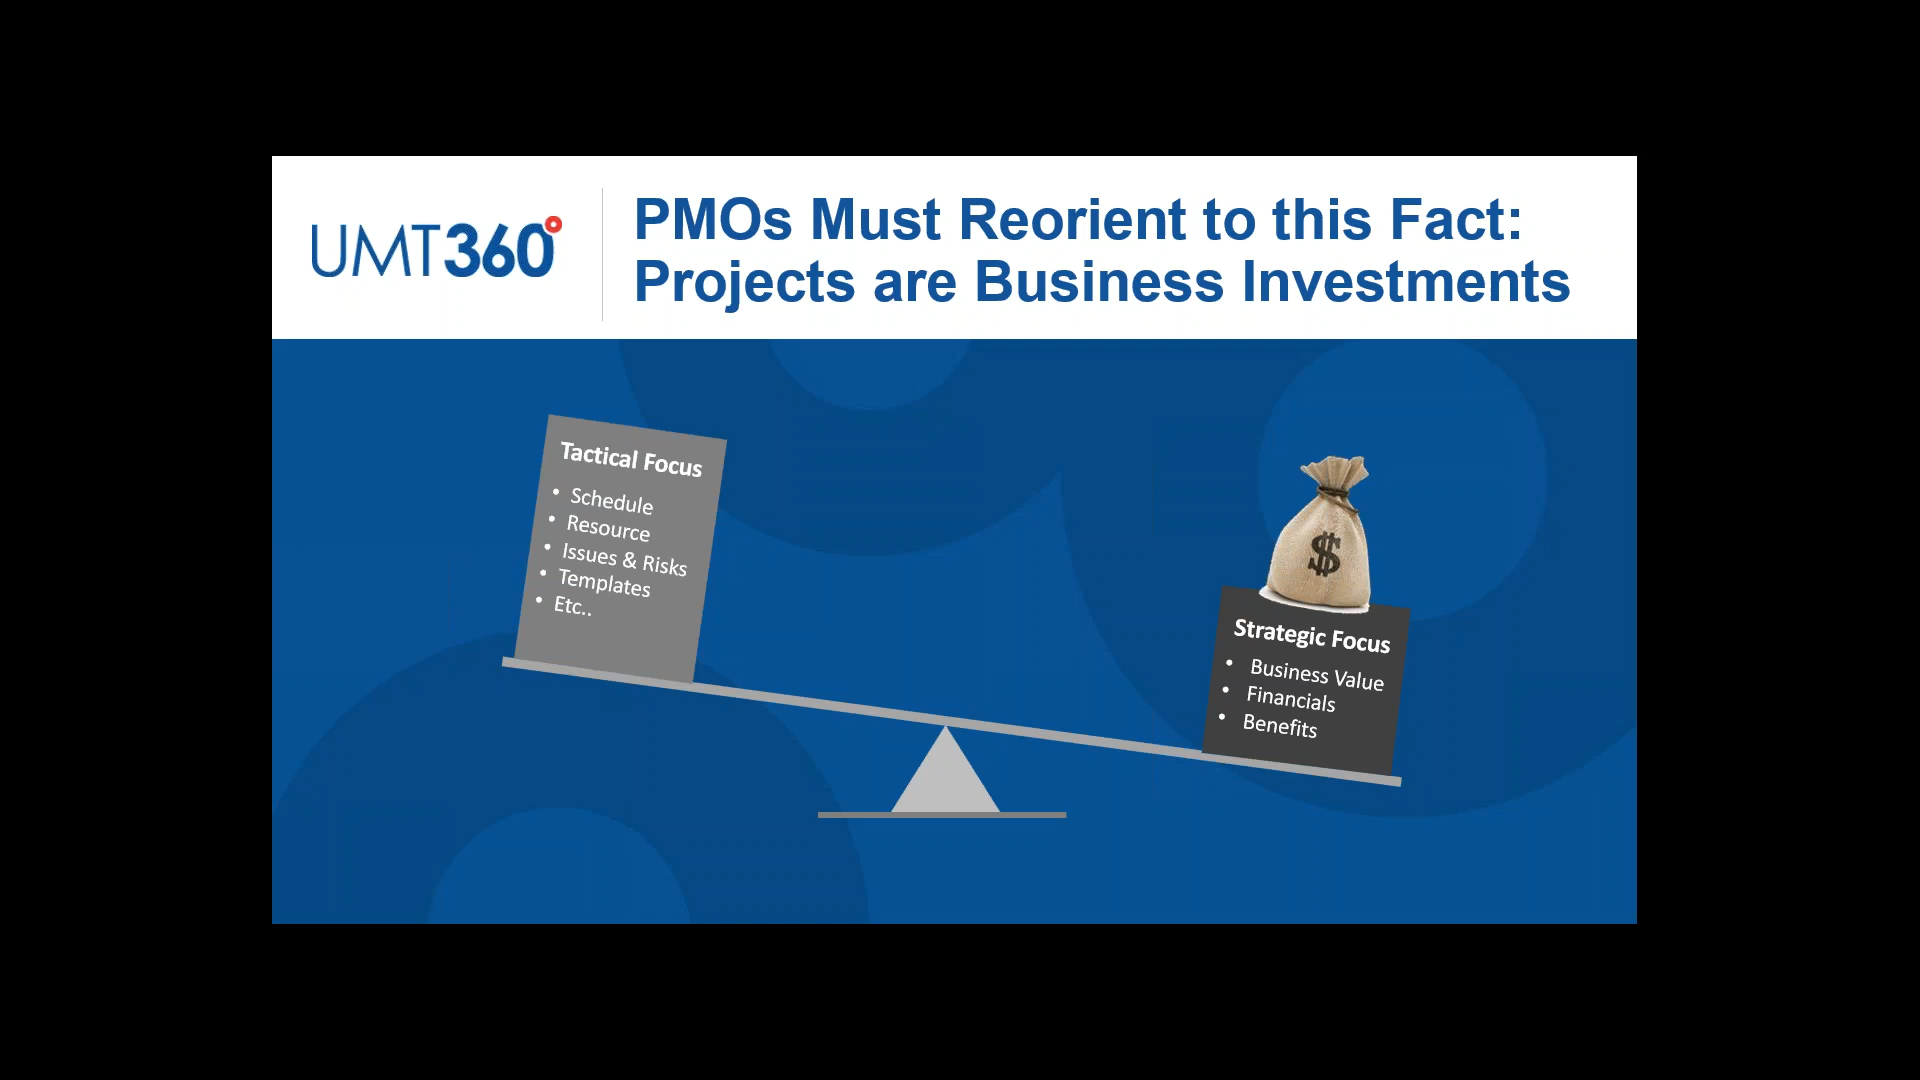 UMT360
PMOs Must Reorient to this Fact:
Projects are Business Investments
Tactical Focus
• Schedule
• Resource
• Issues & Risks
• Templates
• Etc..
$
Strategic Focus
• Business Value
• Financials
• Benefits